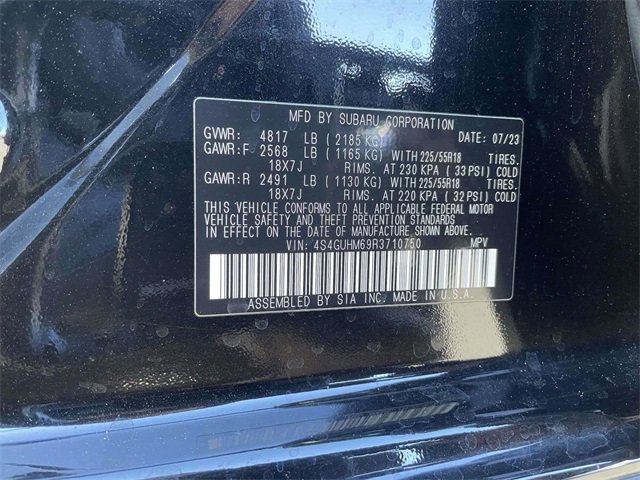 MFD BY SUBARU CORPORATION
GVWR: 4817 LB ( 2185 KG) DATE: 07/23
GAWR:F 2568 LB ( 1165 KG) WITH 225/55R18 TIRES.
18X7J RIMS. AT 230 KPA ( 33 PSI) COLD
GAWR:R 2491 LB ( 1130 KG) WITH 225/55R18 TIRES.
18X7J RIMS. AT 220 KPA ( 32 PSI) COLD
THIS VEHICLE CONFORMS TO ALL APPLICABLE FEDERAL MOTOR
VEHICLE SAFETY AND THEFT PREVENTION STANDARDS
IN EFFECT ON THE DATE OF MANUFACTURE SHOWN ABOVE.
VIN: 4S4GUHM69R3710750 MPV
ASSEMBLED BY SIA INC. MADE IN U.S.A.